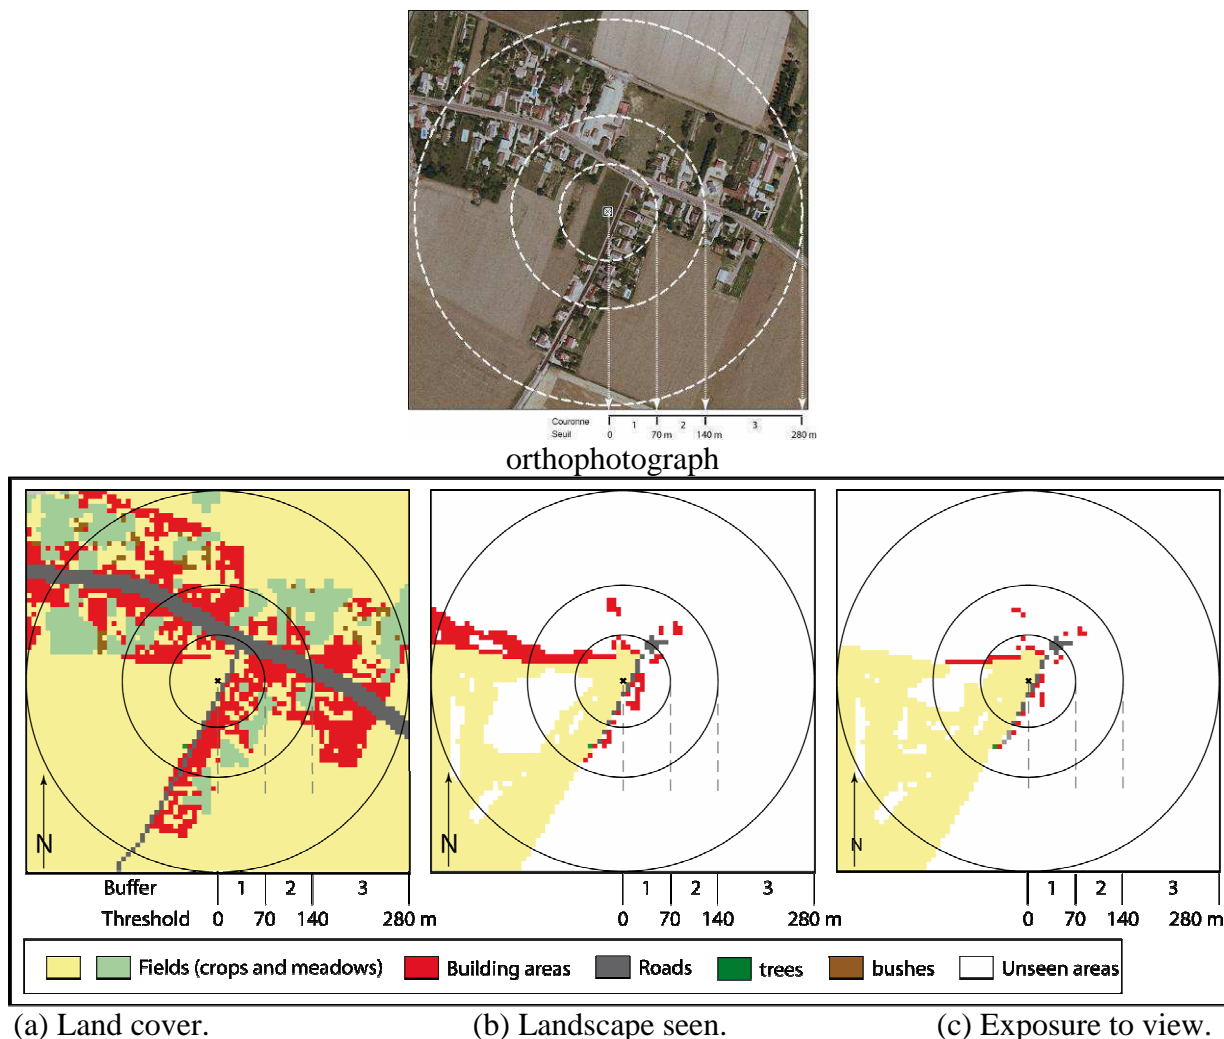 Couronne 1 2 3
Seuil 0 70 m 140 m 280 m
orthophotograph
N N N
Buffer 1 2 3 1 2 3 1 2 3
Threshold 0 70 140 280 m 0 70 140 280 m 0 70 140 280 m
Fields (crops and meadows) Building areas Roads trees bushes Unseen areas
(a) Land cover. (b) Landscape seen. (c) Exposure to view.